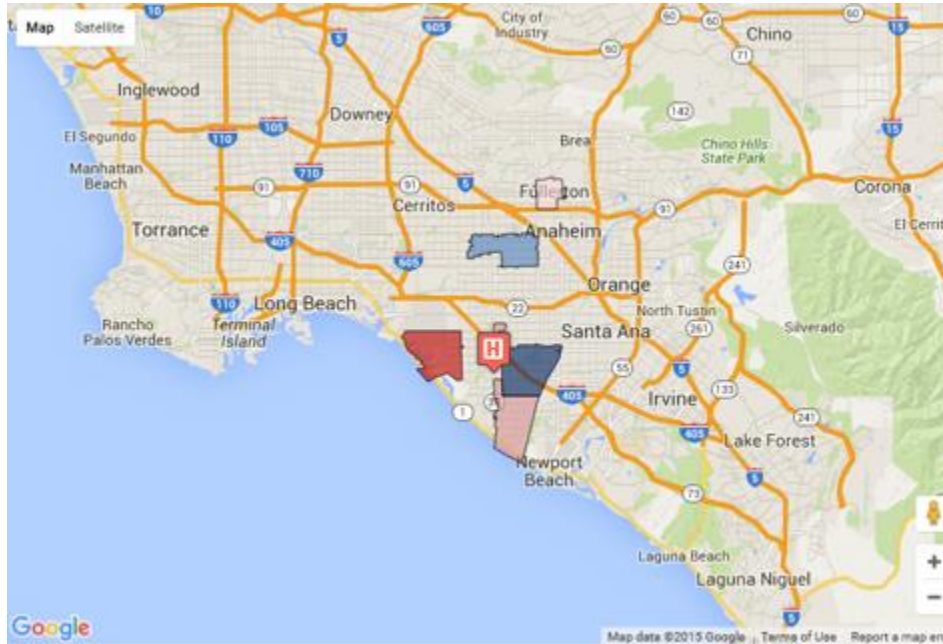 Map Satellite
10
60
City of
Industry
60
15
Chino
5
605
60
71
Inglewood
Downey
142
105
110
El Segundo
710
Brea
Chino Hills
State Park
15
Manhattan
Beach
91
91
5
Fullerton
91
Corona
Cerritos
91
Torrance
Anaheim
El Cerrit
405
605
241
Orange
110
Long Beach
22
North Tustin
Rancho
Palos Verdes
Terminal
Island
Santa Ana
261
Silverado
H
55
5
133
405
Irvine
1
241
405
Lake Forest
Newport
Beach
5
73
Laguna Beach
Laguna Niguel
5
+
−
Google
Map data ©2015 Google Terms of Use Report a map err